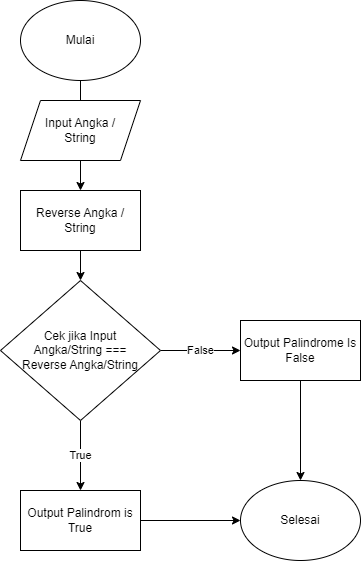 Mulai
Input Angka /
String
Reverse Angka /
String
Cek jika Input
Angka/String ===
Reverse Angka/String
False
Output Palindrome Is
False
True
Output Palindrom is
True
Selesai